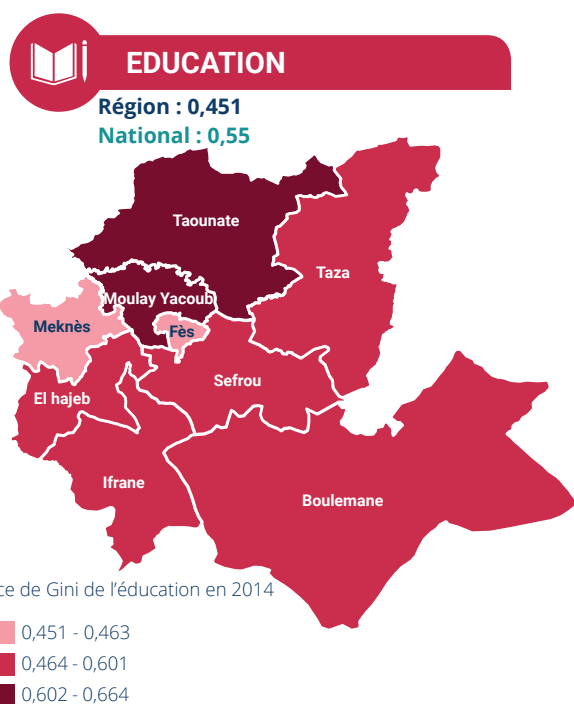 EDUCATION
Région : 0,451
National : 0,55
Taounate
Taza
Moulay Yacoub
Meknès
Fès
Sefrou
El hajeb
Ifrane
Boulemane
de Gini de l’éducation en 2014
0,451 - 0,463
0,464 - 0,601
0,602 - 0,664